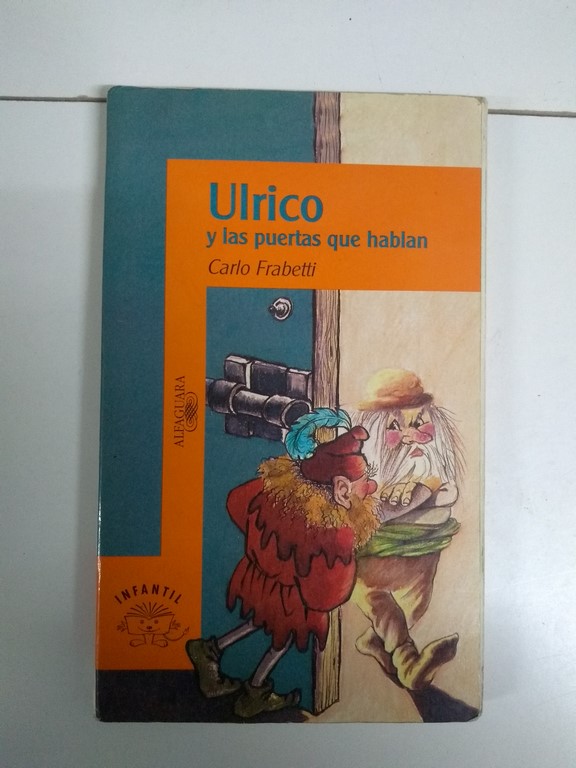 Ulrico
y las puertas que hablan
Carlo Frabetti
ALFAGUARA
INFANTIL